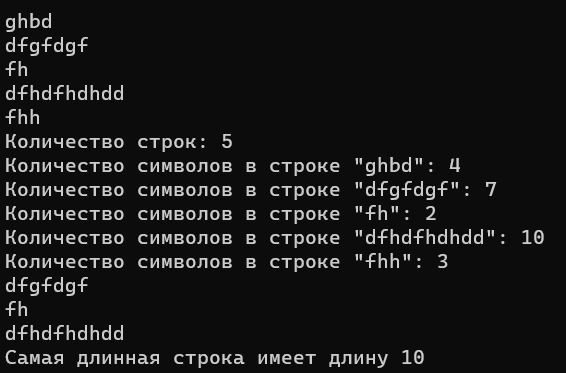 ghbd
dfgfdgf
fh
dfhdfhdhdd
fhh
Количество строк: 5
Количество символов в строке "ghbd": 4
Количество символов в строке "dfgfdgf": 7
Количество символов в строке "fh": 2
Количество символов в строке "dfhdfhdhdd": 10
Количество символов в строке "fhh": 3
dfgfdgf
fh
dfhdfhdhdd
Самая длинная строка имеет длину 10